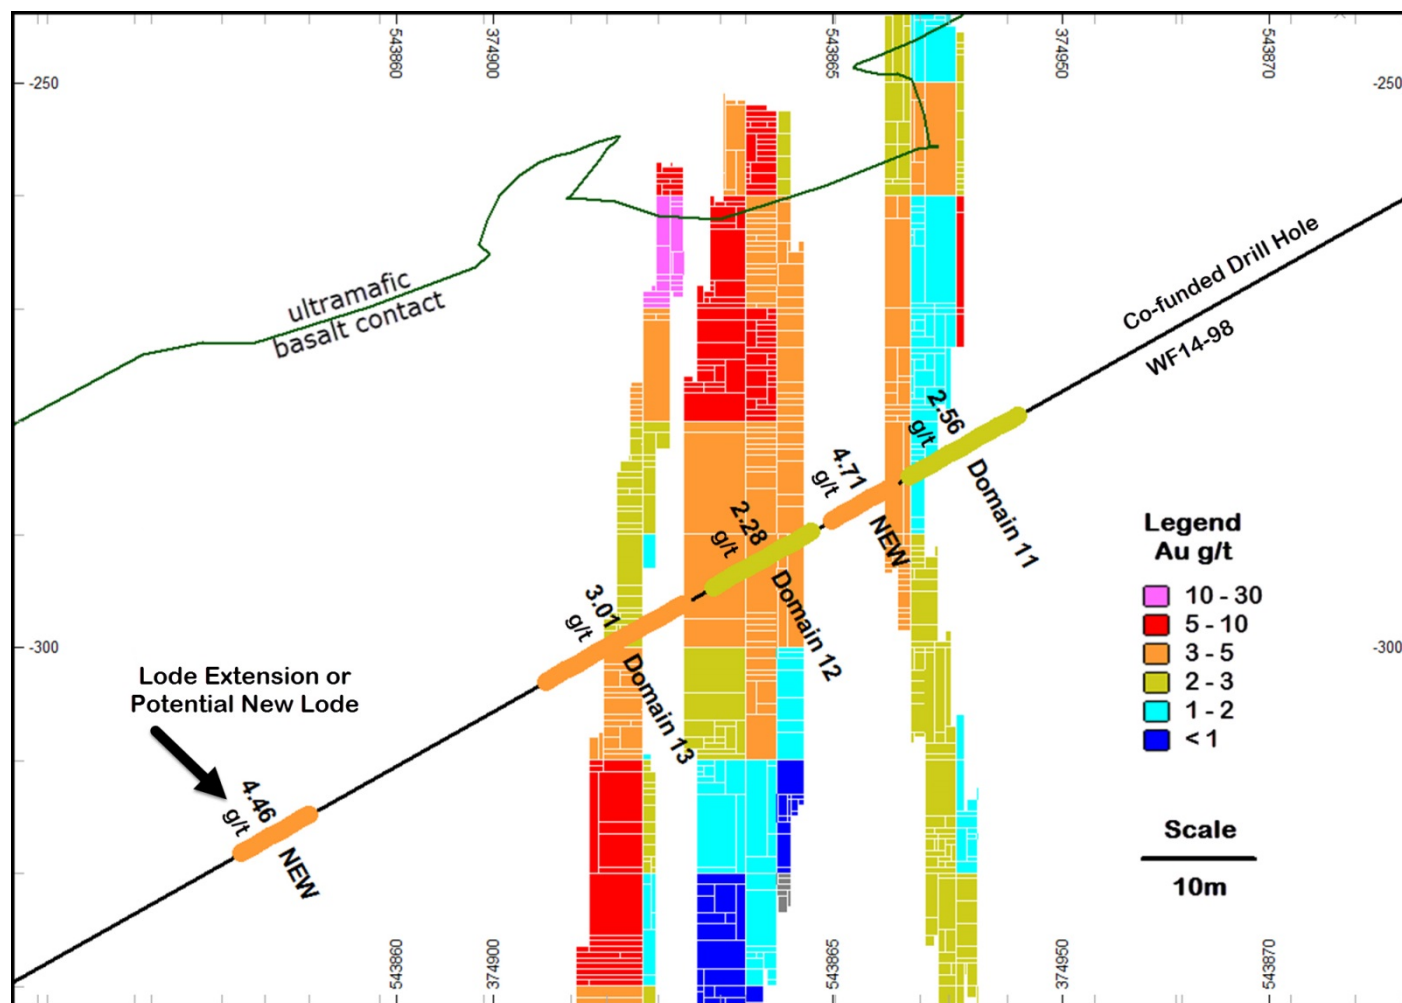 543860
374900
543865
374950
543870
-250
-250
ultramafic
basalt contact
Co-funded Drill Hole
WF14-98
2.56
g/t
Domain 11
4.71
g/t
NEW
2.28
g/t
Domain 12
3.01
g/t
Domain 13
-300
-300
Lode Extension or
Potential New Lode
4.46
g/t
NEW
Legend
Au g/t
10 - 30
5 - 10
3 - 5
2 - 3
1 - 2
< 1
Scale
10m
543860
374900
543865
374950
543870